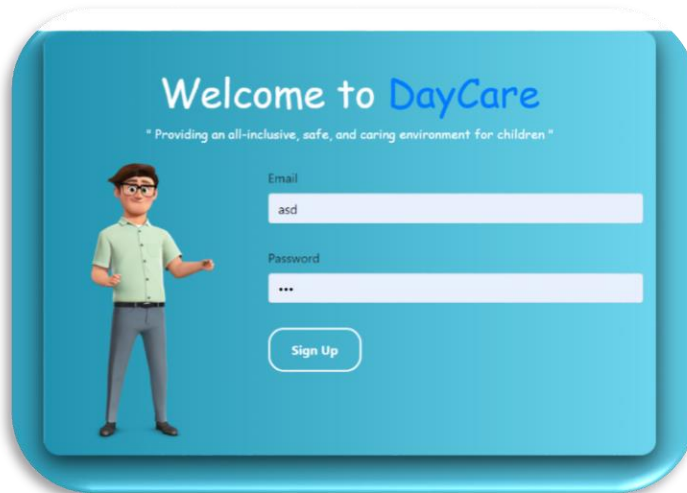 Welcome to DayCare
" Providing an all-inclusive, safe, and caring environment for children "
Email
asd
Password
•••
Sign Up